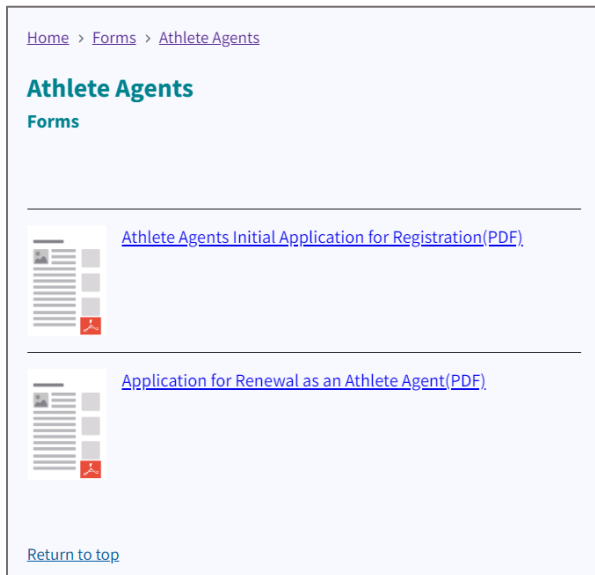 Home > Forms > Athlete Agents
Athlete Agents
Forms
Athlete Agents Initial Application for Registration(PDF)
Application for Renewal as an Athlete Agent(PDF)
Return to top